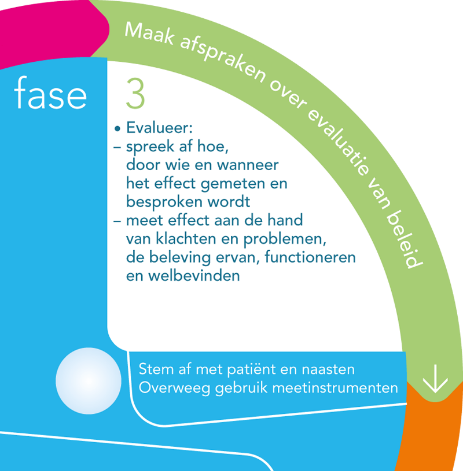 Maak afspraken over evaluatie van beleid
fase 3
• Evalueer:
– spreek af hoe,
door wie en wanneer
het effect gemeten en
besproken wordt
– meet effect aan de hand
van klachten en problemen,
de beleving ervan, functioneren
en welbevinden
Stem af met patiënt en naasten
Overweeg gebruik meetinstrumenten